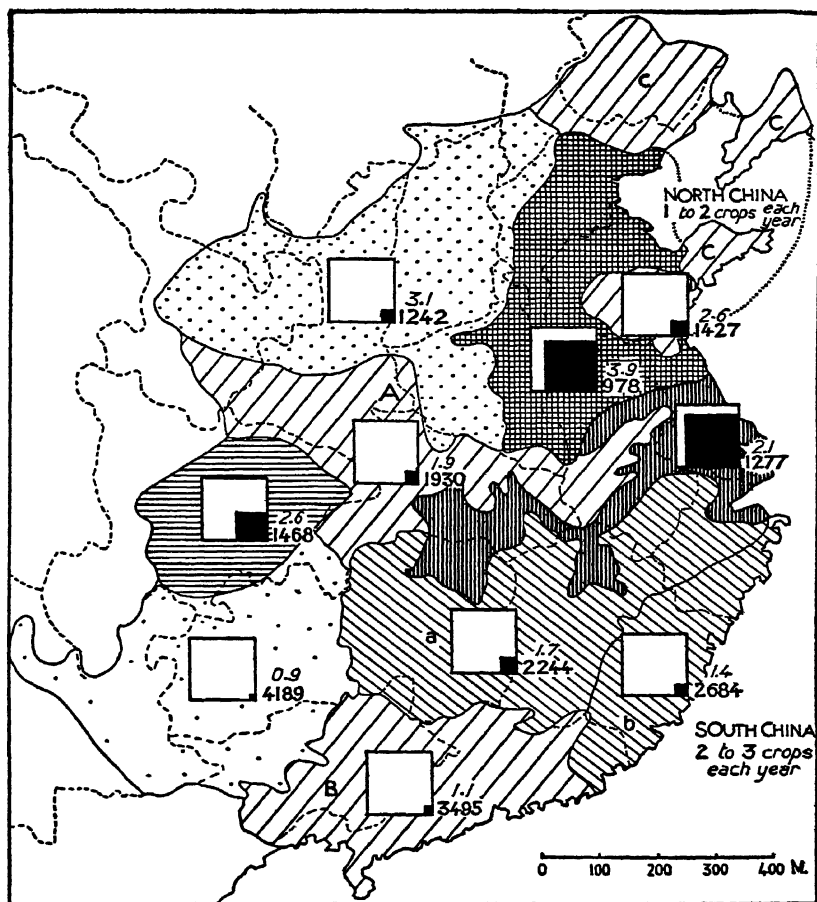 C
C
NORTH CHINA
1 to 2 crops each
year
C
3.1
1242
2.6
1427
3.9
978
A
2.1
1277
1.9
1930
2.6
1468
a
1.7
2244
0.9
4189
1.4
2684
b
SOUTH CHINA
2 to 3 crops
each year
B
1.1
3495
0 100 200 300 400 M.